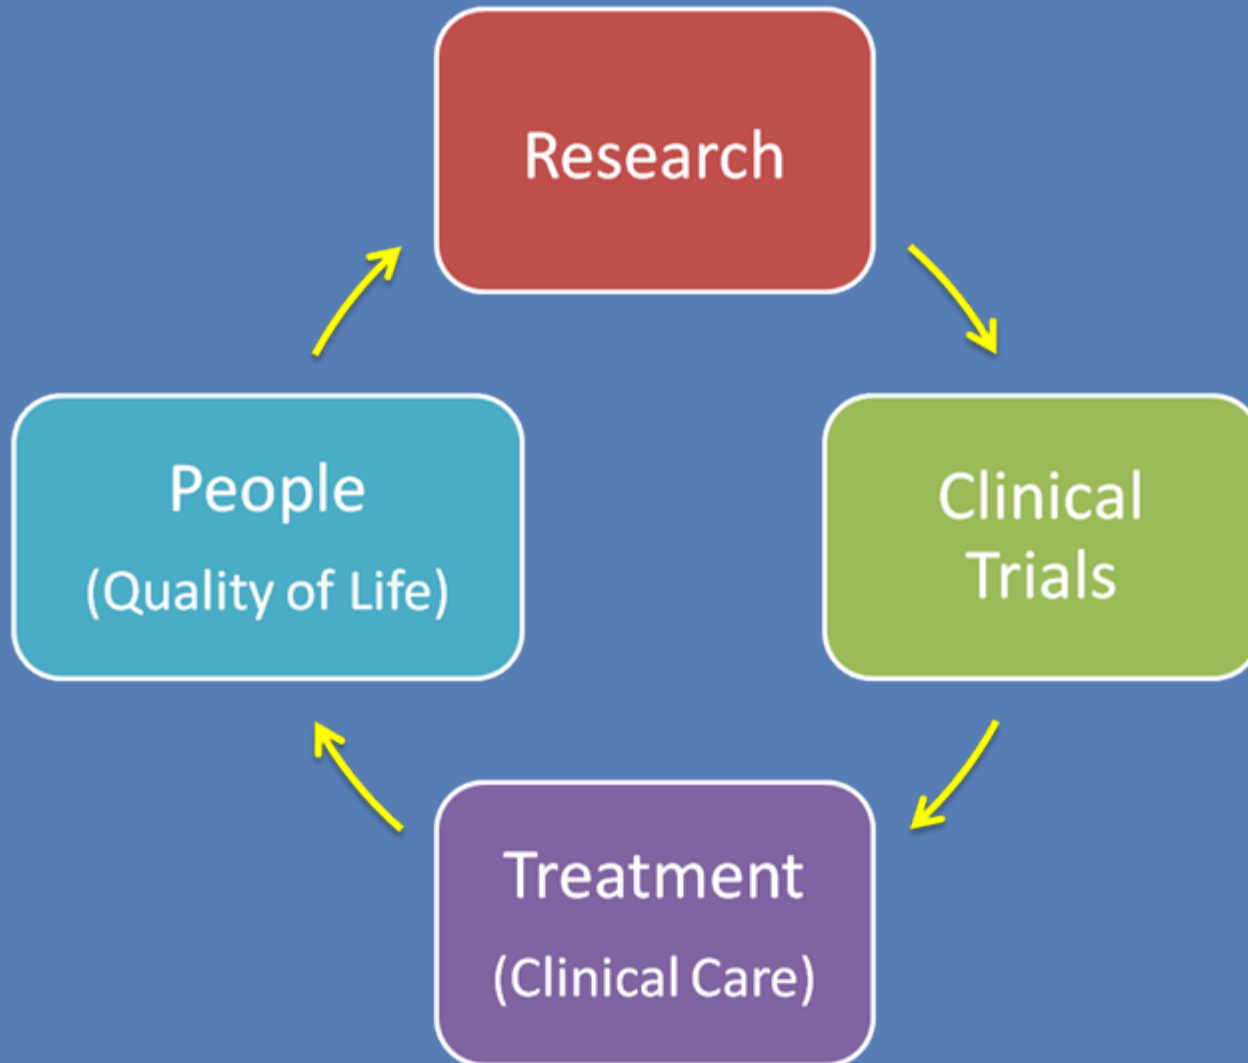 Research
People
(Quality of Life)
Clinical
Trials
Treatment
(Clinical Care)